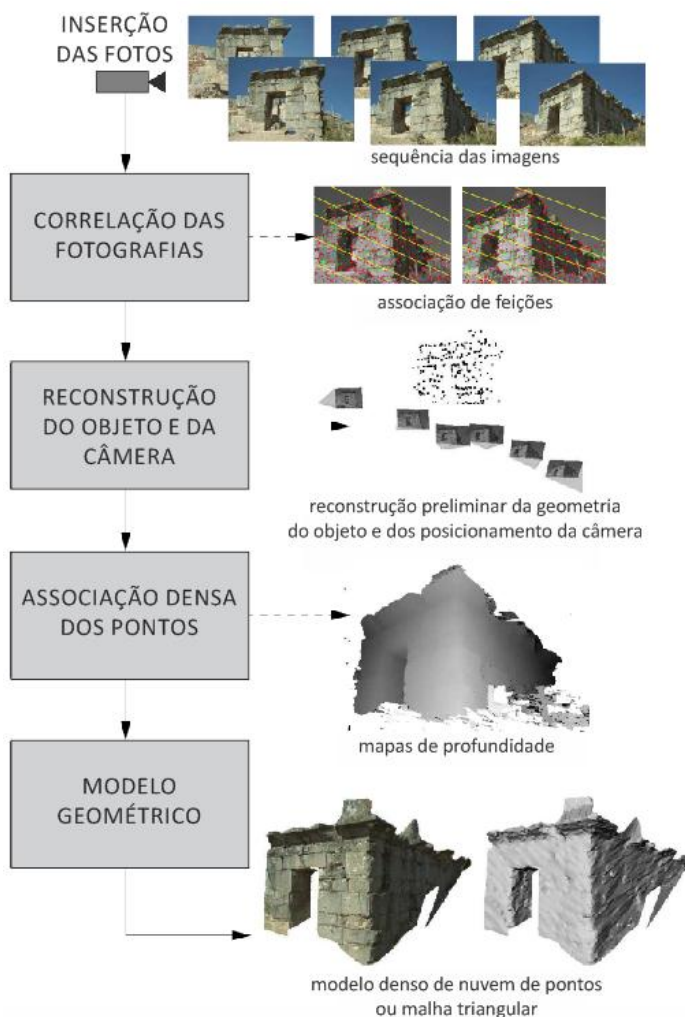 INSERÇÃO
DAS FOTOS
sequência das imagens
CORRELAÇÃO DAS
FOTOGRAFIAS
associação de feições
RECONSTRUÇÃO
DO OBJETO E DA
CÂMERA
reconstrução preliminar da geometria
do objeto e dos posicionamento da câmera
ASSOCIAÇÃO DENSA
DOS PONTOS
mapas de profundidade
MODELO
GEOMÉTRICO
modelo denso de nuvem de pontos
ou malha triangular